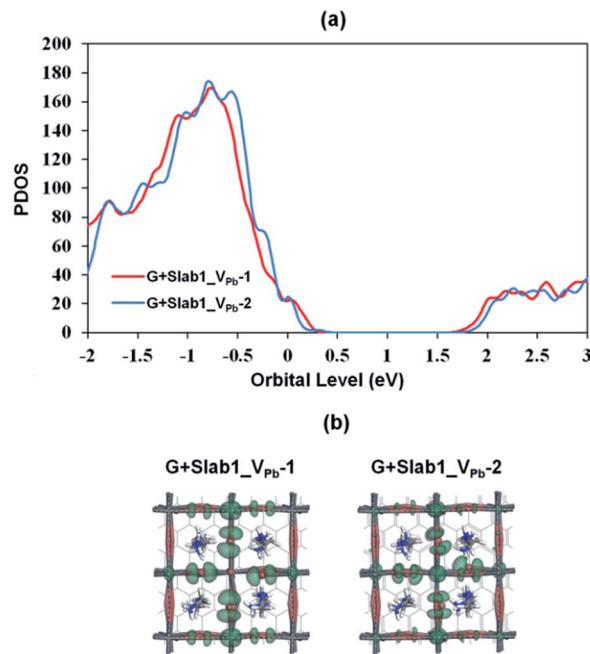 (a)
200
180
160
140
120
100
80
60
40
20
0
PDOS
G+Slab1_VPb-1
G+Slab1_VPb-2
-2 -1.5 -1 -0.5 0 0.5 1 1.5 2 2.5 3
Orbital Level (eV)
(b)
G+Slab1_VPb-1 G+Slab1_VPb-2